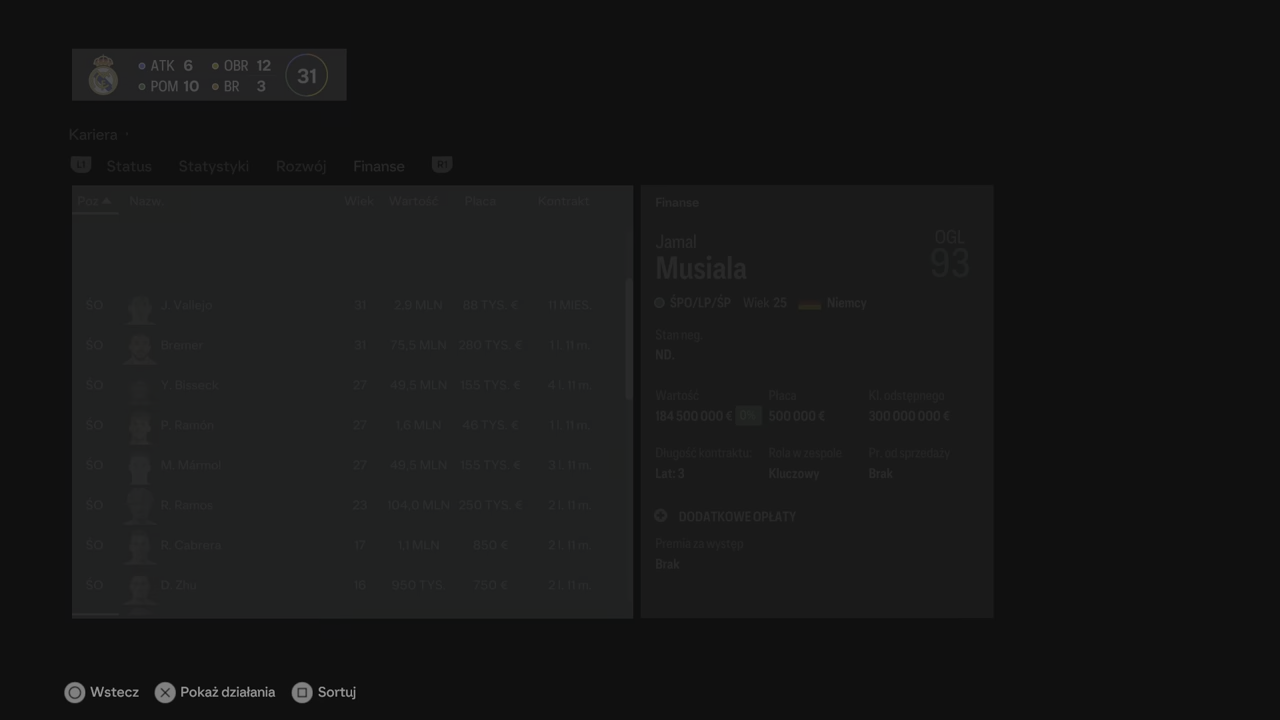 ATK 6 OBR 12 31
POM 10 BR 3
Kariera
L1 Status Statystyki Rozwój Finanse R1
Poz Nazw. Wiek Wartość Płaca Kontrakt
ŚO J. Vallejo 31 2,9 MLN 98 TYS. € 11 MIES.
ŚO Bremer 31 75,5 MLN 280 TYS. € 1 l. 11 m.
ŚO Y. Bisseck 27 49,5 MLN 155 TYS. € 4 l. 11 m.
ŚO P. Ramón 27 1,6 MLN 46 TYS. € 1 l. 11 m.
ŚO M. Mármol 27 49,5 MLN 155 TYS. € 3 l. 11 m.
ŚO R. Ramos 23 104,0 MLN 250 TYS. € 2 l. 11 m.
ŚO R. Cabrera 17 1,1 MLN 850 € 2 l. 11 m.
ŚO D. Zhu 16 950 TYS. 750 € 2 l. 11 m.
Finanse
Jamal
Musiala
OGL
93
ŚPO/LP/ŚP Wiek 25 Niemcy
Stan neg.
ND.
Wartość Płaca Kl. odstępnego
184 500 000 € 0% 500 000 € 300 000 000 €
Długość kontraktu: Rola w zespole Pr. od sprzedaży
Lat: 3 Kluczowy Brak
DODATKOWE OPŁATY
Premia za występ
Brak
Wstecz Pokaż działania Sortuj